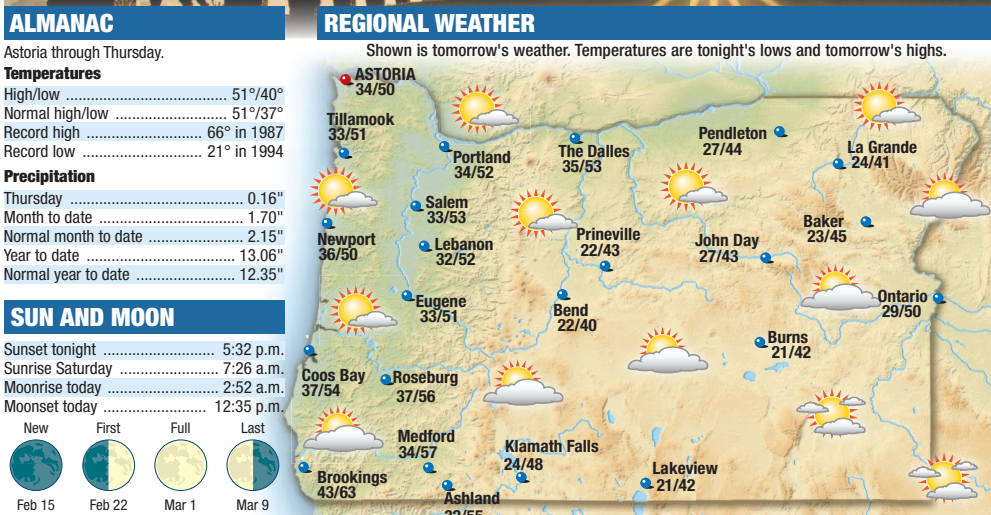 ALMANAC
Astoria through Thursday.
Temperatures
High/low ........................................ 51°/40°
Normal high/low ............................ 51°/37°
Record high ................................... 66° in 1987
Record low .................................... 21° in 1994
Precipitation
Thursday ....................................... 0.16"
Month to date ................................ 1.70"
Normal month to date ....................... 2.15"
Year to date ................................... 13.06"
Normal year to date ......................... 12.35"
SUN AND MOON
Sunset tonight ........................... 5:32 p.m.
Sunrise Saturday ....................... 7:26 a.m.
Moonrise today .......................... 2:52 a.m.
Moonset today ......................... 12:35 p.m.
New First Full Last
Feb 15 Feb 22 Mar 1 Mar 9
REGIONAL WEATHER
Shown is tomorrow's weather. Temperatures are tonight's lows and tomorrow's highs.
ASTORIA
34/50
Tillamook
33/51
Portland
34/52
The Dalles
35/53
Pendleton
27/44
La Grande
24/41
Salem
33/53
Newport
36/50
Lebanon
32/52
Prineville
22/43
John Day
27/43
Baker
23/45
Eugene
33/51
Bend
22/40
Ontario
29/50
Burns
21/42
Coos Bay
37/54
Roseburg
37/56
Medford
34/57
Klamath Falls
24/48
Brookings
43/63
Ashland
Lakeview
21/42